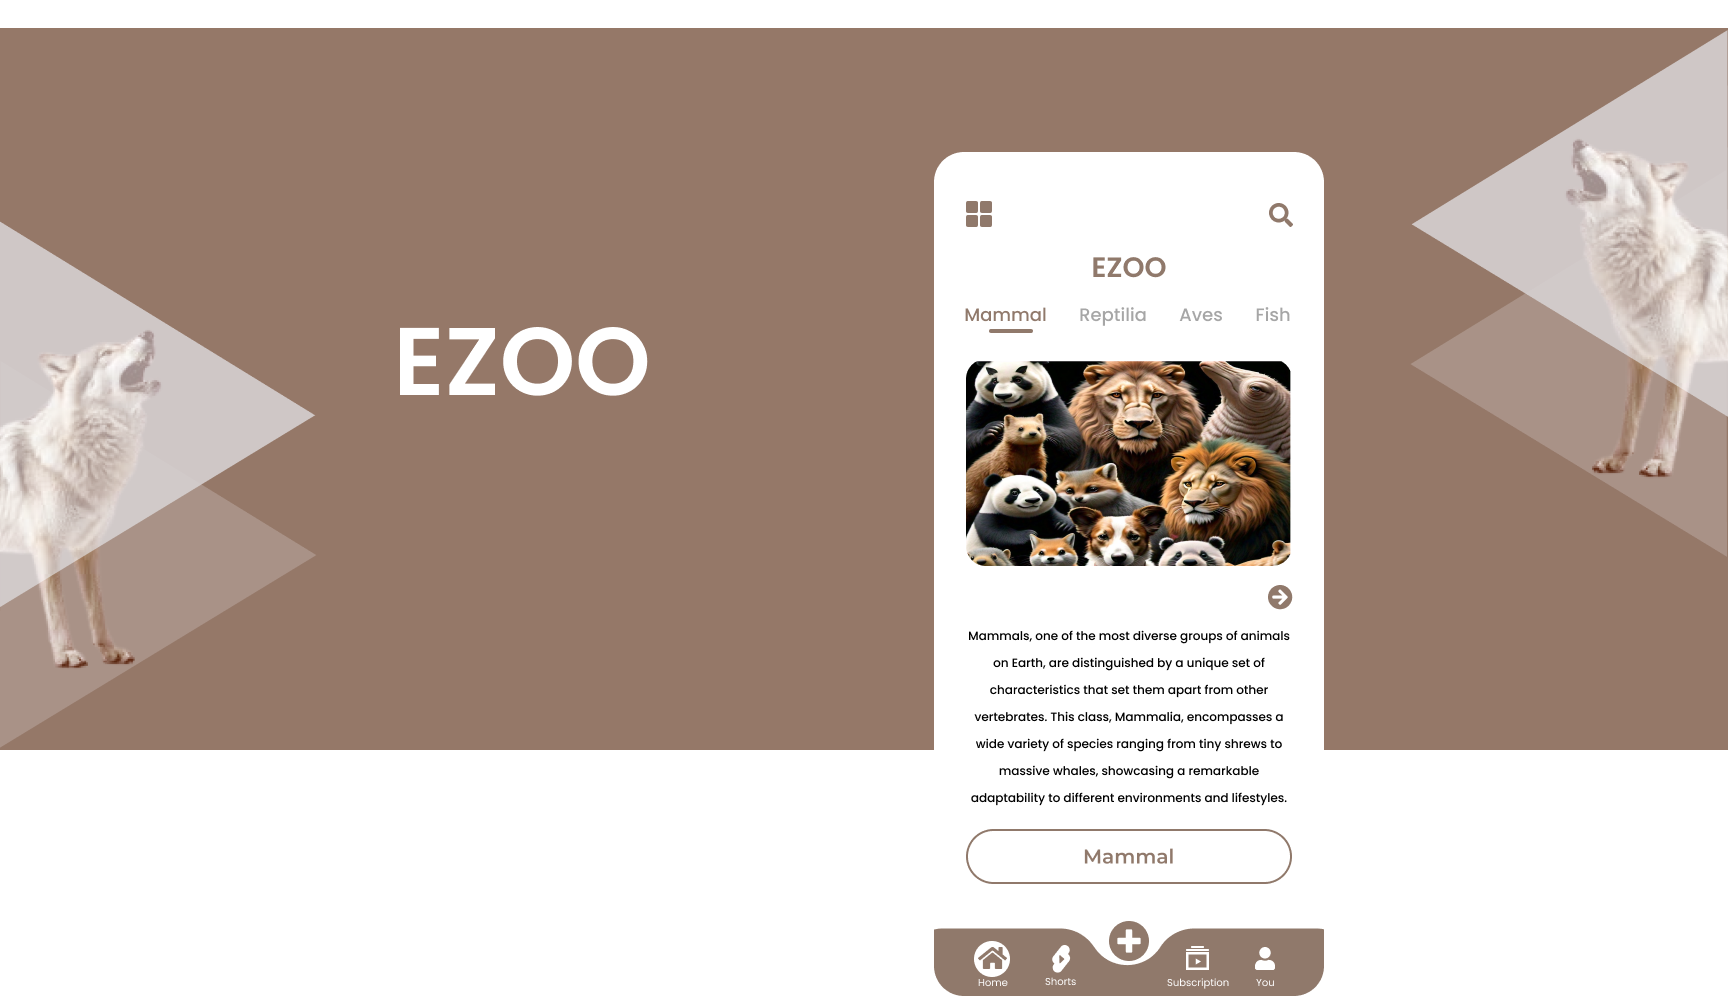 EZOO
EZOO
Mammal Reptilia Aves Fish
Mammals, one of the most diverse groups of animals
on Earth, are distinguished by a unique set of
characteristics that set them apart from other
vertebrates. This class, Mammalia, encompasses a
wide variety of species ranging from tiny shrews to
massive whales, showcasing a remarkable
adaptability to different environments and lifestyles.
Mammal
Home Shorts Subscription You